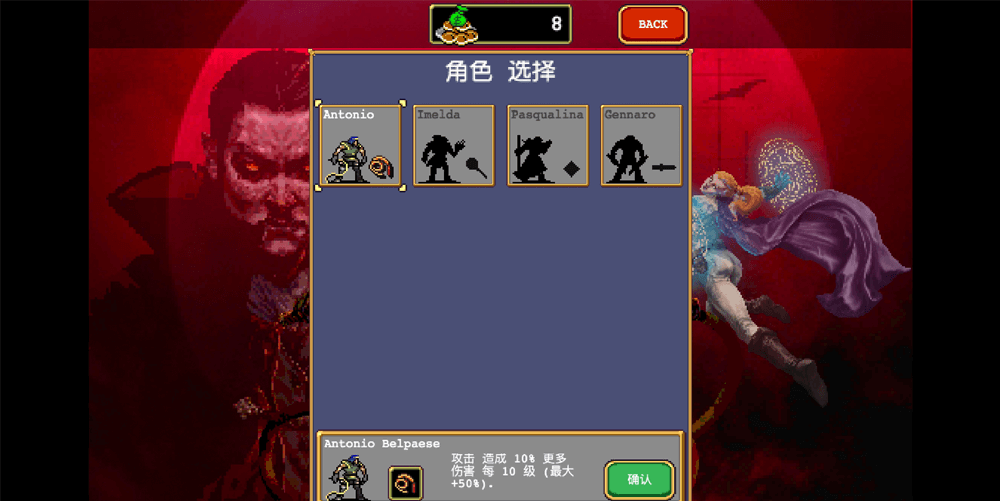 8
BACK
角色 选择
Antonio
Imelda
Pasqualina
Gennaro
Antonio Belpaese
攻击 造成 10% 更多
伤害 每 10 级 (最大
+50%).
确认